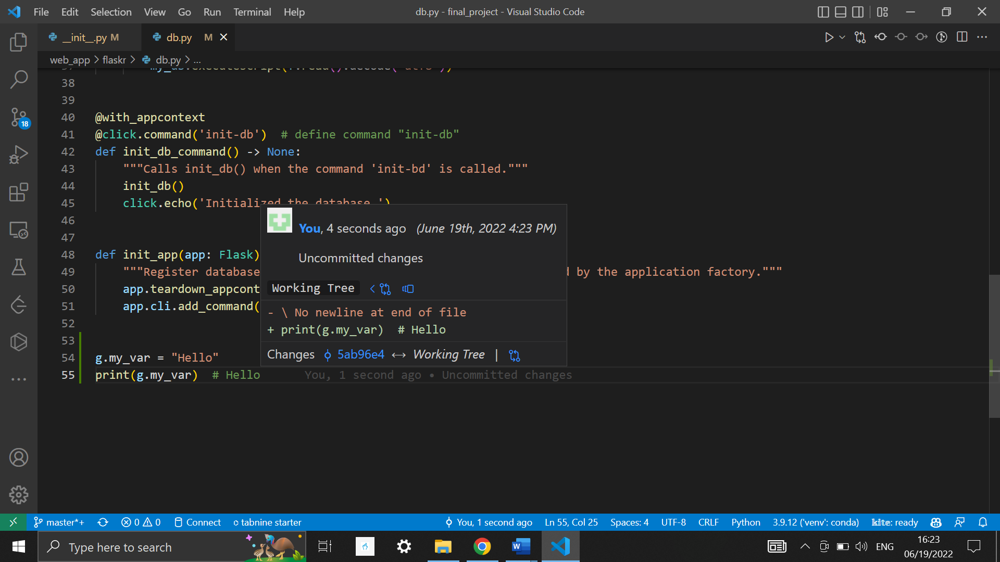 File Edit Selection View Go Run Terminal Help
db.py - final_project - Visual Studio Code
__init__.py M
db.py M
web_app > flaskr > db.py > ...
38
39
40 @with_appcontext
41 @click.command('init-db')  # define command "init-db"
42 def init_db_command() -> None:
43 """Calls init_db() when the command 'init-bd' is called."""
44 init_db()
45 click.echo('Initialized the database.')
46
47
48 def init_app(app: Flask)
49 """Register database by the application factory."""
50 app.teardown_appcont
51 app.cli.add_command(
52
53
54 g.my_var = "Hello"
55 print(g.my_var)  # Hello You, 1 second ago • Uncommitted changes
You, 4 seconds ago (June 19th, 2022 4:23 PM)
Uncommitted changes
Working Tree
- \ No newline at end of file
+ print(g.my_var)  # Hello
Changes 5ab96e4 ↔ Working Tree |
18
master*+ 0 0 Connect tabnine starter
You, 1 second ago Ln 55, Col 25 Spaces: 4 UTF-8 CRLF Python 3.9.12 ('venv': conda) kite: ready
Type here to search
W
ENG
16:23
06/19/2022